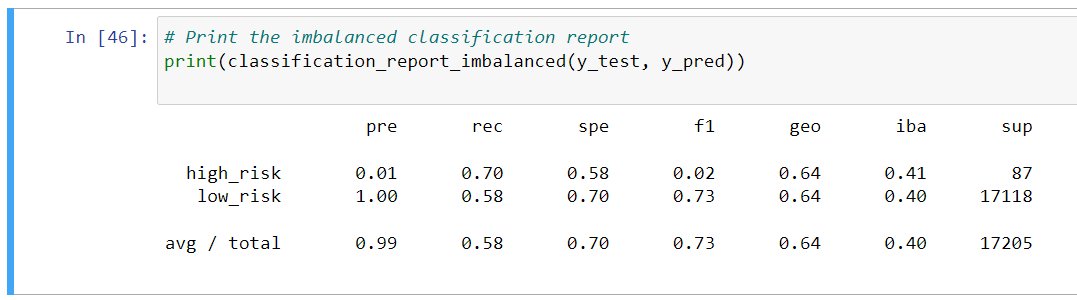 In [46]: # Print the imbalanced classification report
print(classification_report_imbalanced(y_test, y_pred))
pre rec spe f1 geo iba sup
high_risk 0.01 0.70 0.58 0.02 0.64 0.41 87
low_risk 1.00 0.58 0.70 0.73 0.64 0.40 17118
avg / total 0.99 0.58 0.70 0.73 0.64 0.40 17205